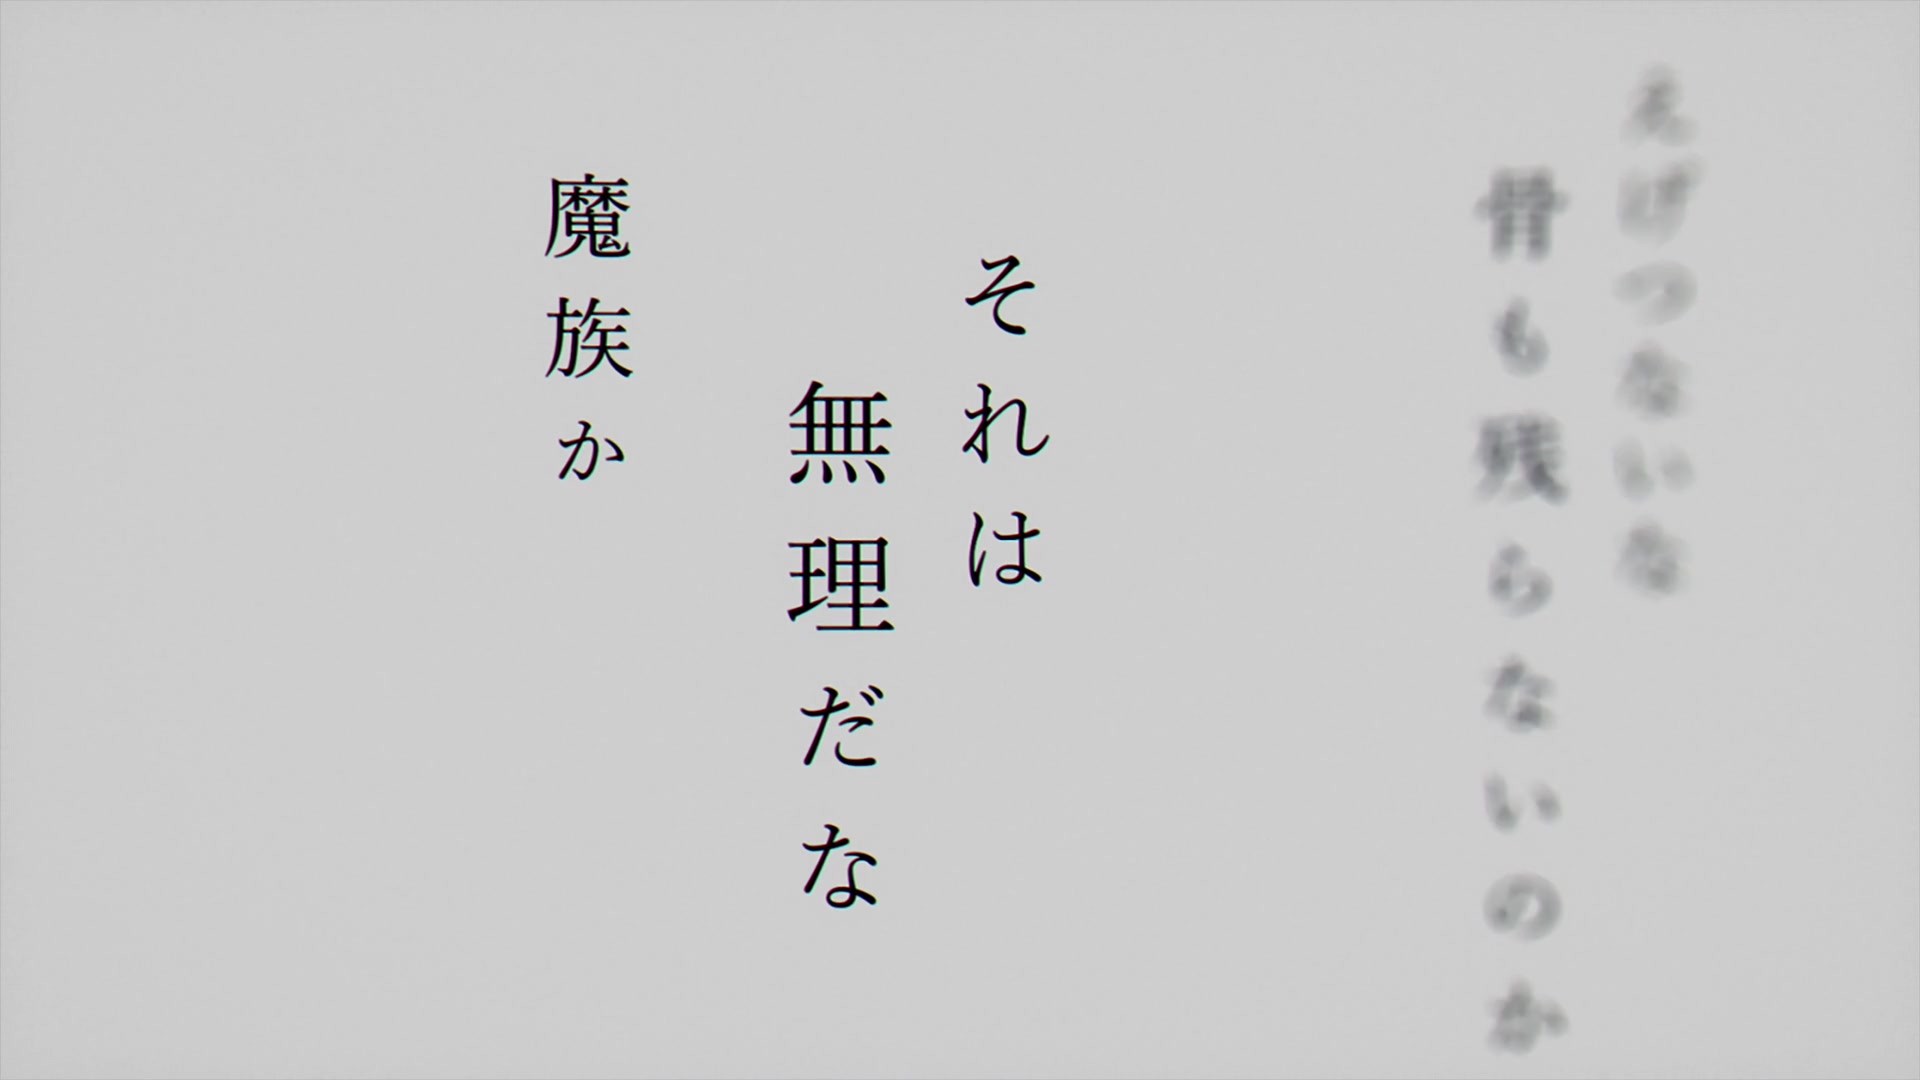 えげつないな
骨も残らないのか
それは
無理だな
魔族か